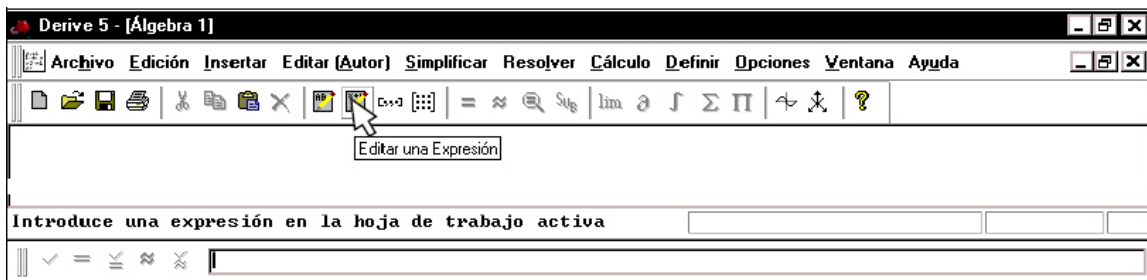 Derive 5 - [Álgebra 1]
Archivo Edición Insertar Editar (Autor) Simplificar Resolver Cálculo Definir Opciones Ventana Ayuda
= ≈ SUB lim ∂ ∫ Σ Π ?
Editar una Expresión
Introduce una expresión en la hoja de trabajo activa